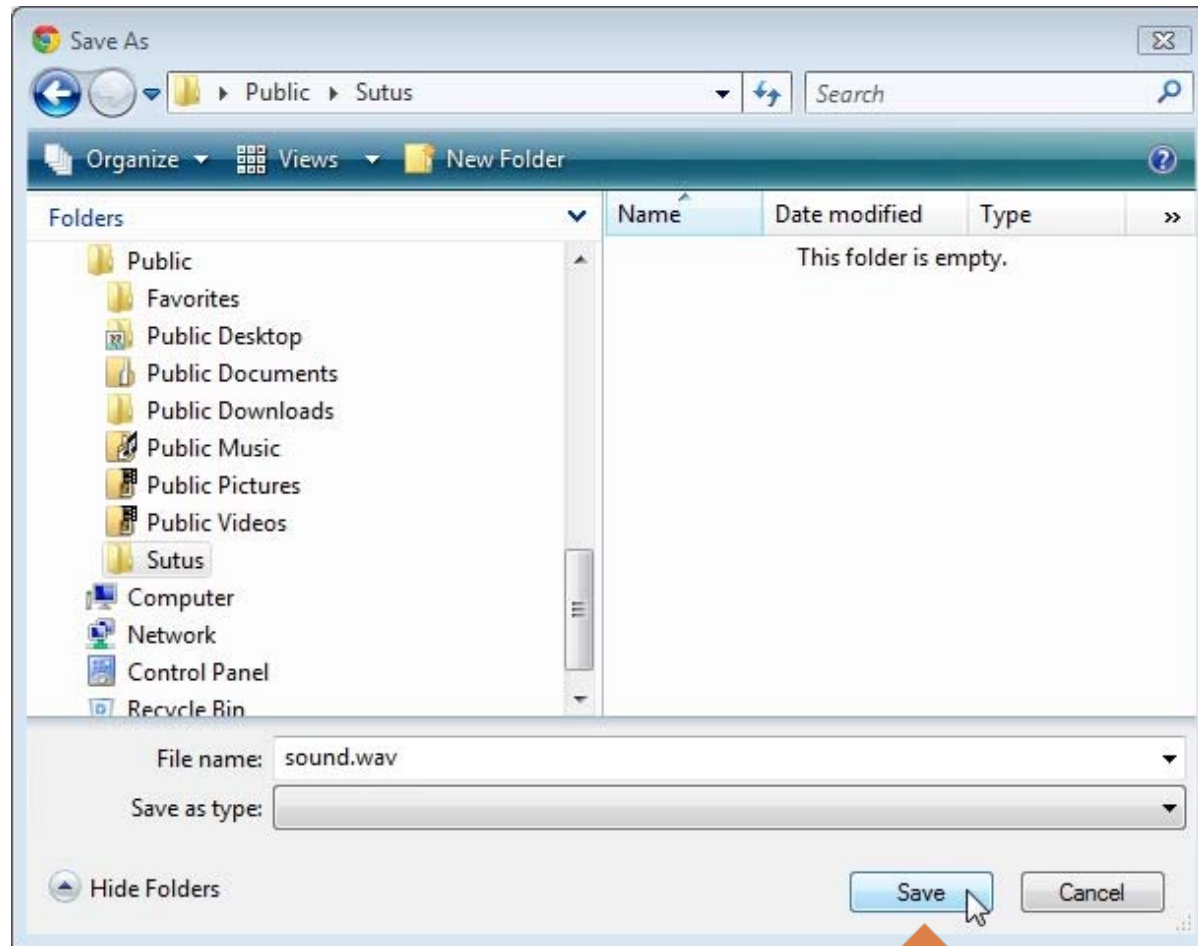 Save As
Public Sutus Search
Organize Views New Folder
Folders Name Date modified Type
This folder is empty.
Public
Favorites
Public Desktop
Public Documents
Public Downloads
Public Music
Public Pictures
Public Videos
Sutus
Computer
Network
Control Panel
Recycle Bin
File name: sound.wav
Save as type:
Hide Folders Save Cancel